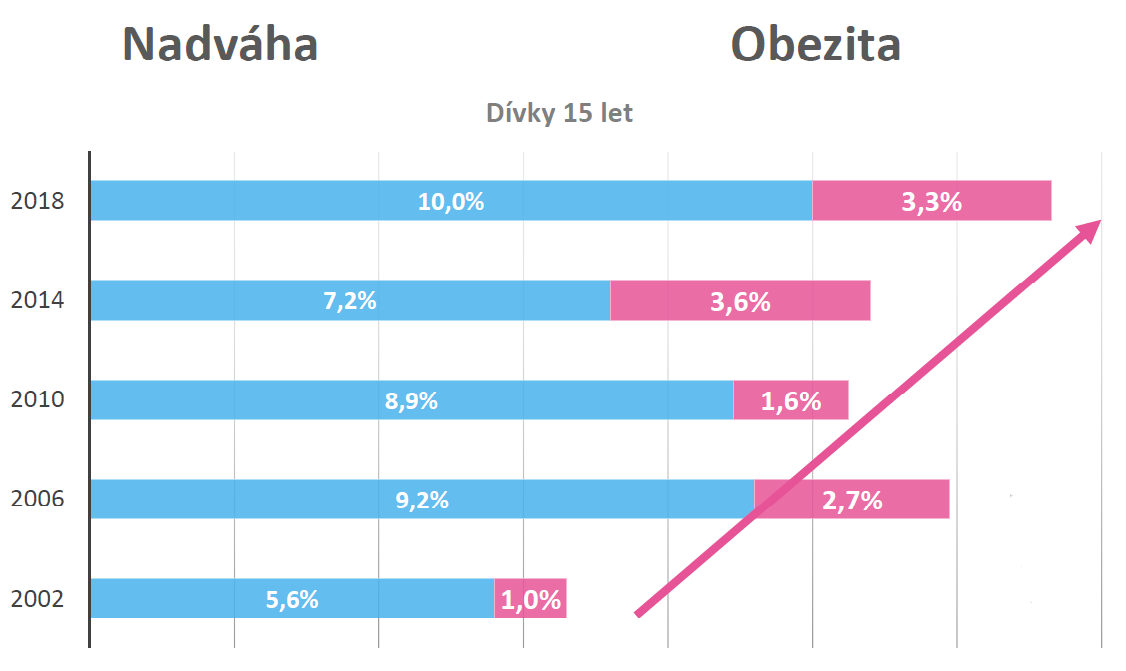 Nadváha Obezita
Dívky 15 let
2018 10,0% 3,3%
2014 7,2% 3,6%
2010 8,9% 1,6%
2006 9,2% 2,7%
2002 5,6% 1,0%